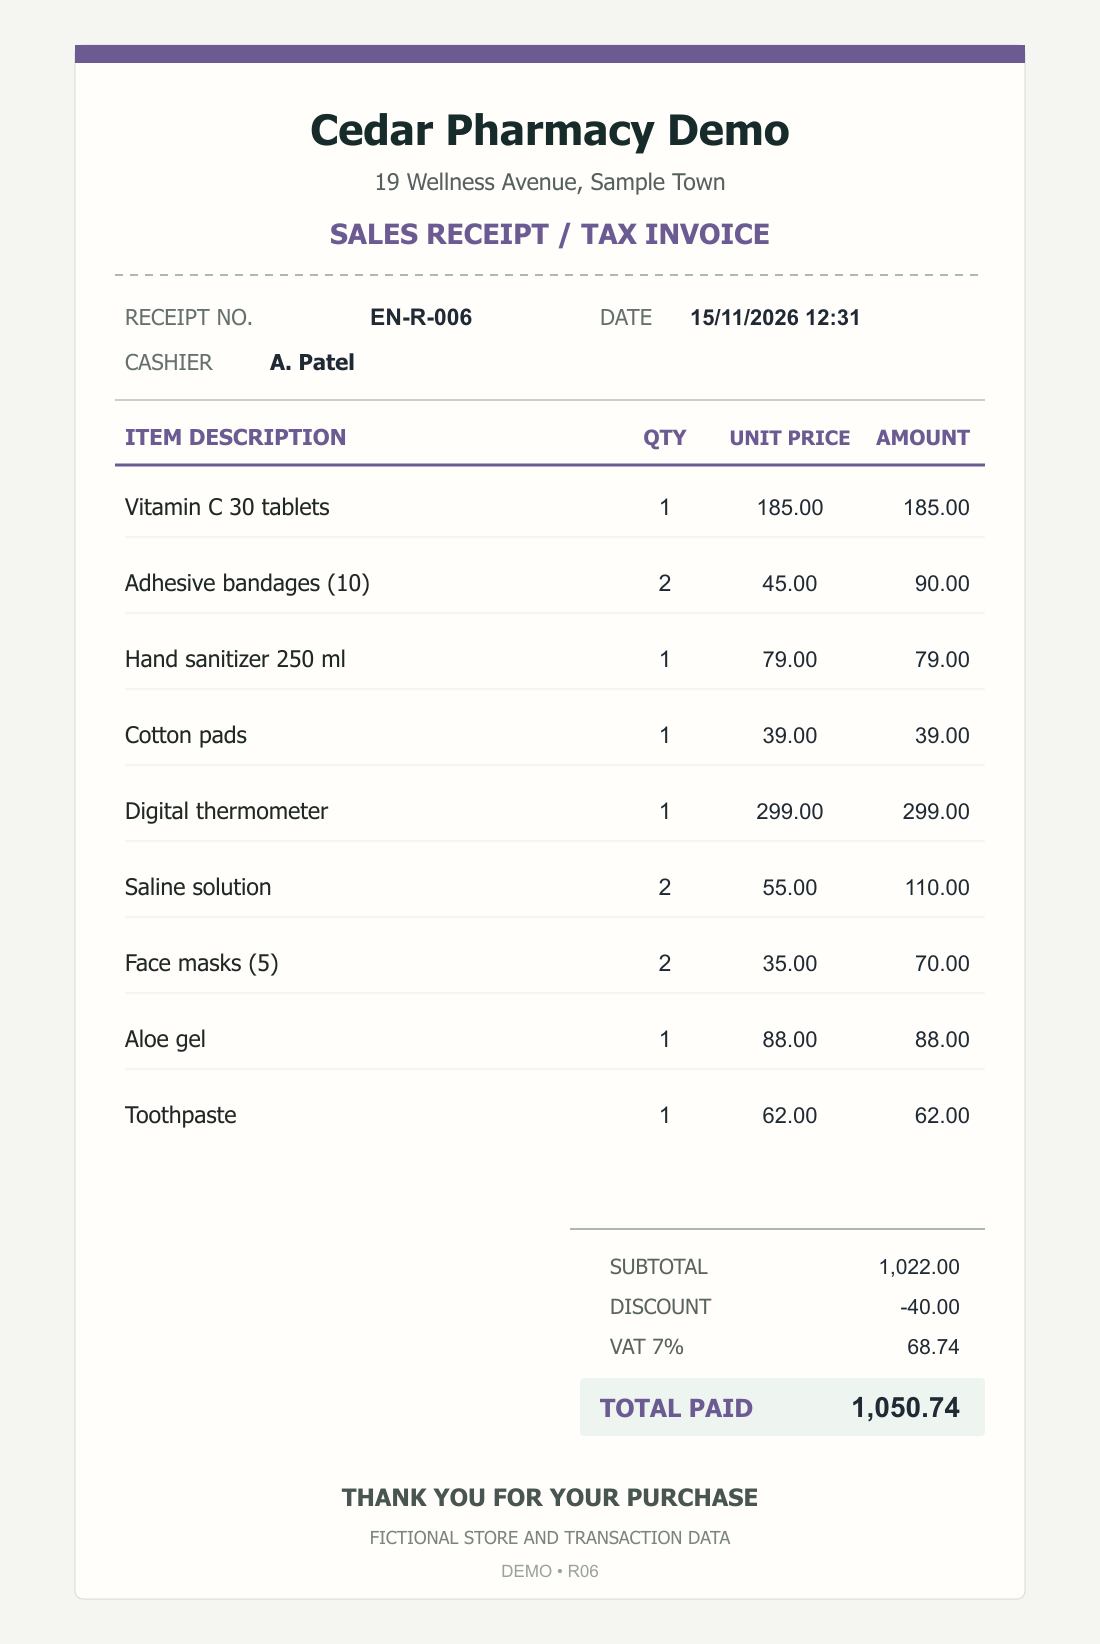 Cedar Pharmacy Demo
19 Wellness Avenue, Sample Town
SALES RECEIPT / TAX INVOICE
RECEIPT NO. EN-R-006 DATE 15/11/2026 12:31
CASHIER A. Patel
ITEM DESCRIPTION QTY UNIT PRICE AMOUNT
Vitamin C 30 tablets 1 185.00 185.00
Adhesive bandages (10) 2 45.00 90.00
Hand sanitizer 250 ml 1 79.00 79.00
Cotton pads 1 39.00 39.00
Digital thermometer 1 299.00 299.00
Saline solution 2 55.00 110.00
Face masks (5) 2 35.00 70.00
Aloe gel 1 88.00 88.00
Toothpaste 1 62.00 62.00
SUBTOTAL 1,022.00
DISCOUNT -40.00
VAT 7% 68.74
TOTAL PAID 1,050.74
THANK YOU FOR YOUR PURCHASE
FICTIONAL STORE AND TRANSACTION DATA
DEMO • R06